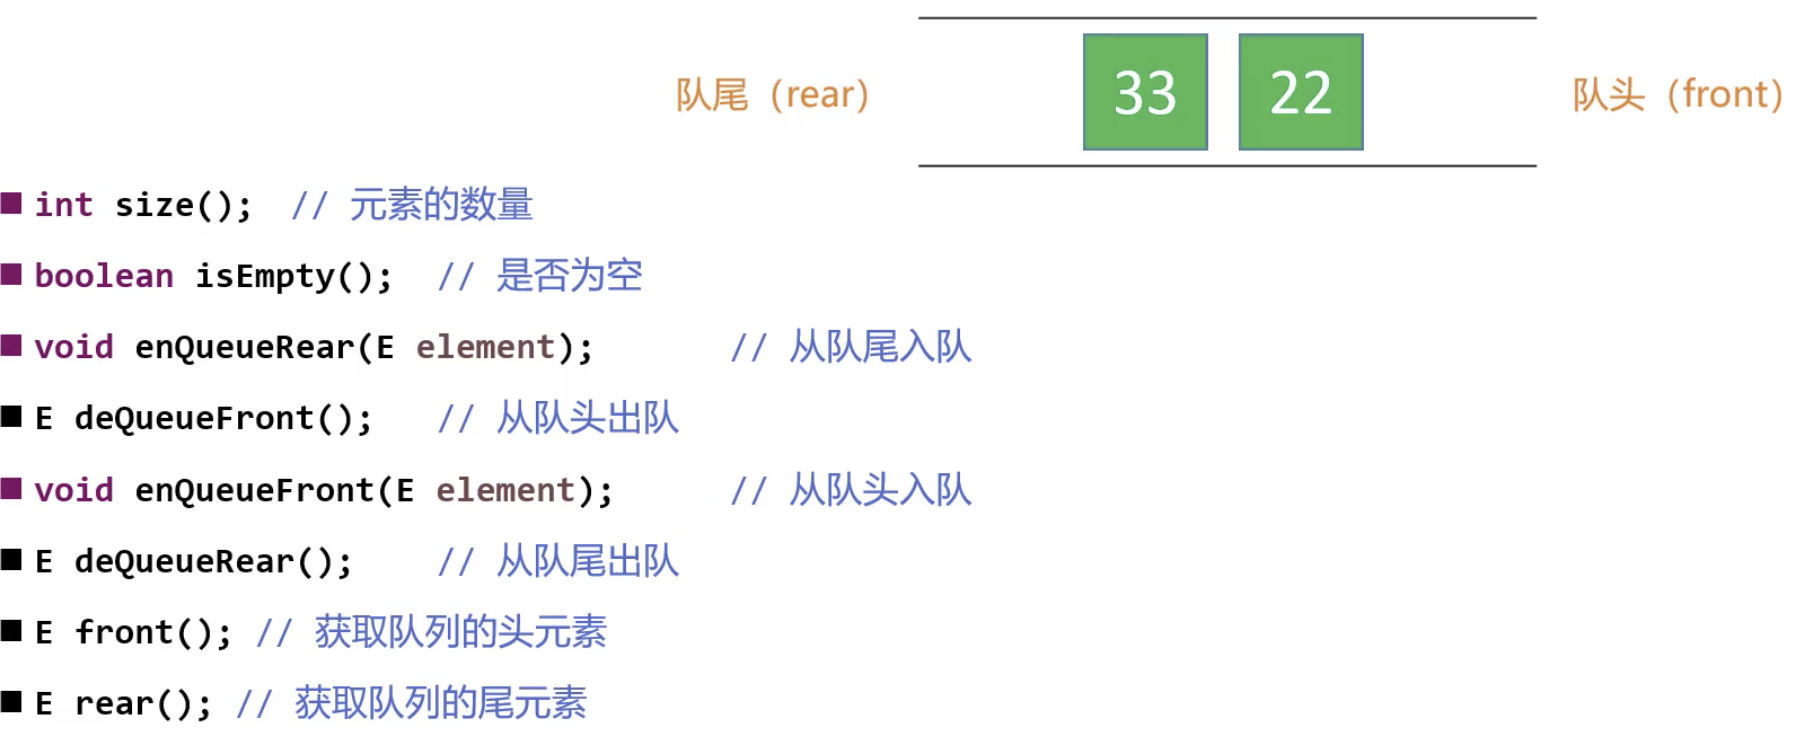 队尾（rear） 33 22 队头（front）
int size(); // 元素的数量
boolean isEmpty(); // 是否为空
void enQueueRear(E element); // 从队尾入队
E deQueueFront(); // 从队头出队
void enQueueFront(E element); // 从队头入队
E deQueueRear(); // 从队尾出队
E front(); // 获取队列的头元素
E rear(); // 获取队列的尾元素